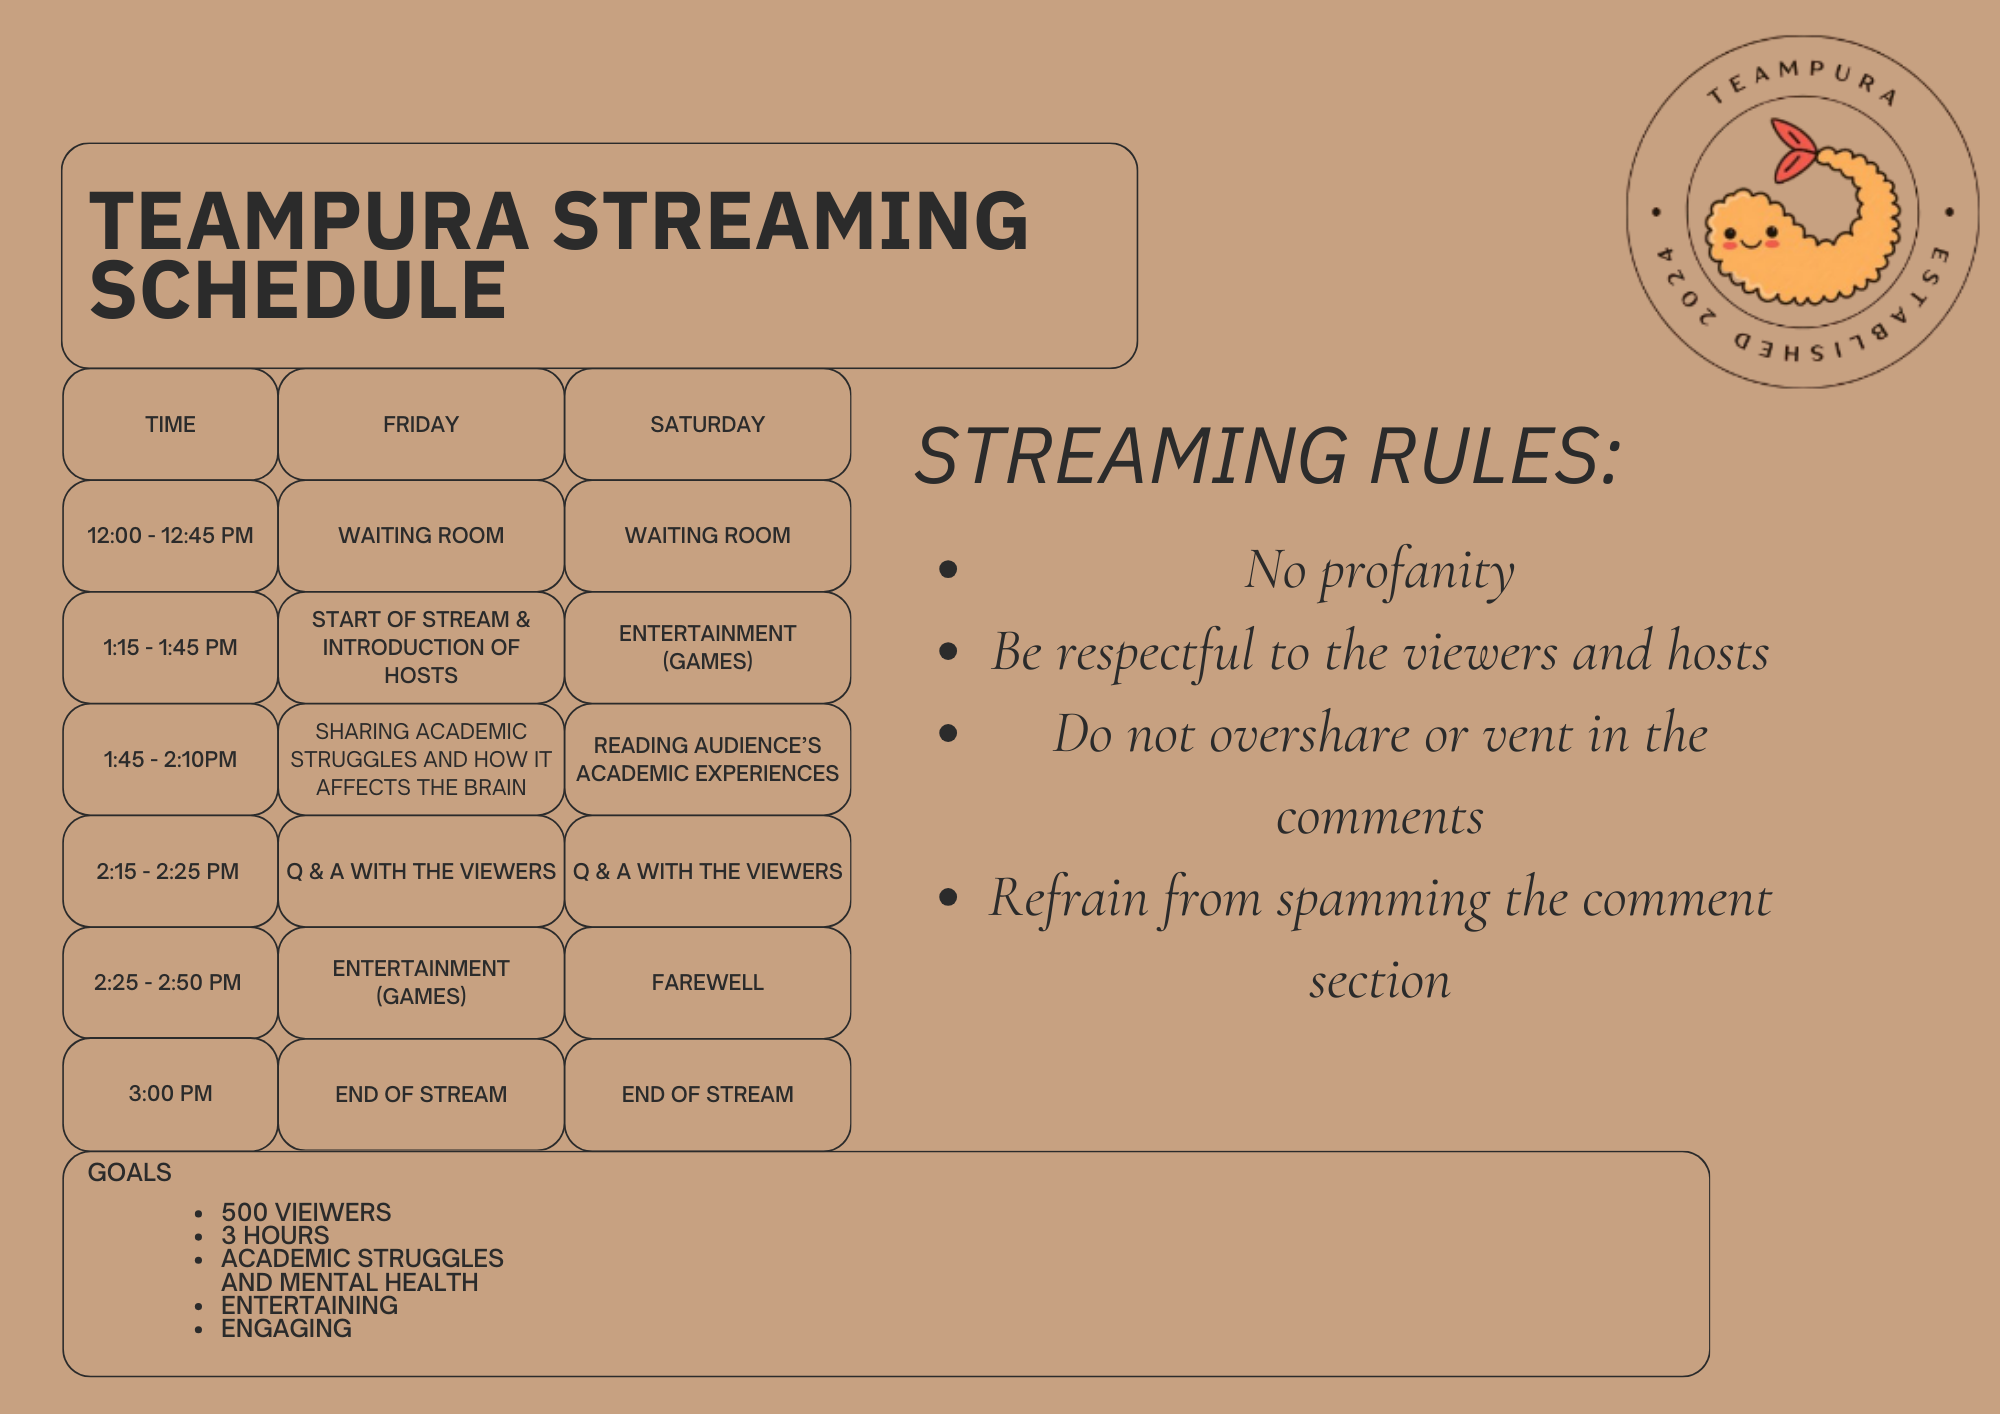 TEAMPURA
ESTABLISHED 2024
TEAMPURA STREAMING
SCHEDULE
TIME
FRIDAY
SATURDAY
12:00 - 12:45 PM
WAITING ROOM
WAITING ROOM
1:15 - 1:45 PM
START OF STREAM &
INTRODUCTION OF
HOSTS
ENTERTAINMENT
(GAMES)
1:45 - 2:10PM
SHARING ACADEMIC
STRUGGLES AND HOW IT
AFFECTS THE BRAIN
READING AUDIENCE’S
ACADEMIC EXPERIENCES
2:15 - 2:25 PM
Q & A WITH THE VIEWERS
Q & A WITH THE VIEWERS
2:25 - 2:50 PM
ENTERTAINMENT
(GAMES)
FAREWELL
3:00 PM
END OF STREAM
END OF STREAM
STREAMING RULES:
• No profanity
• Be respectful to the viewers and hosts
• Do not overshare or vent in the
comments
• Refrain from spamming the comment
section
GOALS
• 500 VIEIWERS
• 3 HOURS
• ACADEMIC STRUGGLES
AND MENTAL HEALTH
• ENTERTAINING
• ENGAGING